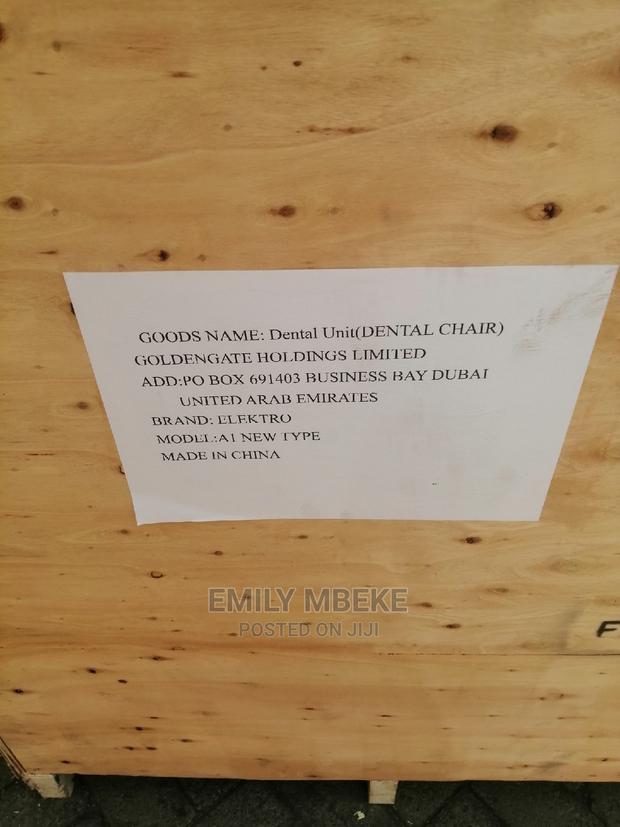 GOODS NAME: Dental Unit(DENTAL CHAIR)
GOLDENGATE HOLDINGS LIMITED
ADD:PO BOX 691403 BUSINESS BAY DUBAI
UNITED ARAB EMIRATES
BRAND: ELEKTRO
MODEL:A1 NEW TYPE
MADE IN CHINA
EMILY MBEKE
POSTED ON JIJI
F